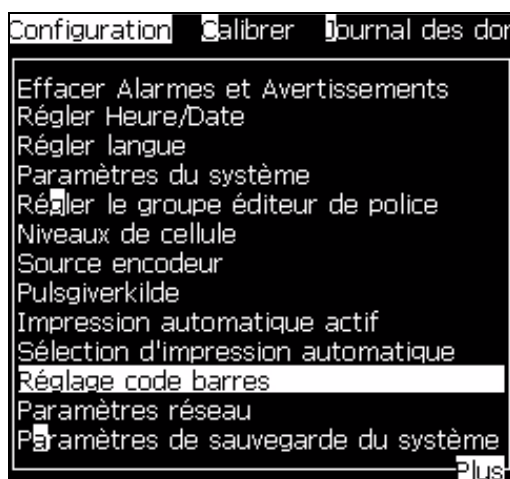 Configuration Calibrer Journal des dor
Effacer Alarmes et Avertissements
Régler Heure/Date
Régler langue
Paramètres du système
Régler le groupe éditeur de police
Niveaux de cellule
Source encodeur
Pulsgiverkilde
Impression automatique actif
Sélection d'impression automatique
Réglage code barres
Paramètres réseau
Paramètres de sauvegarde du système
Plus